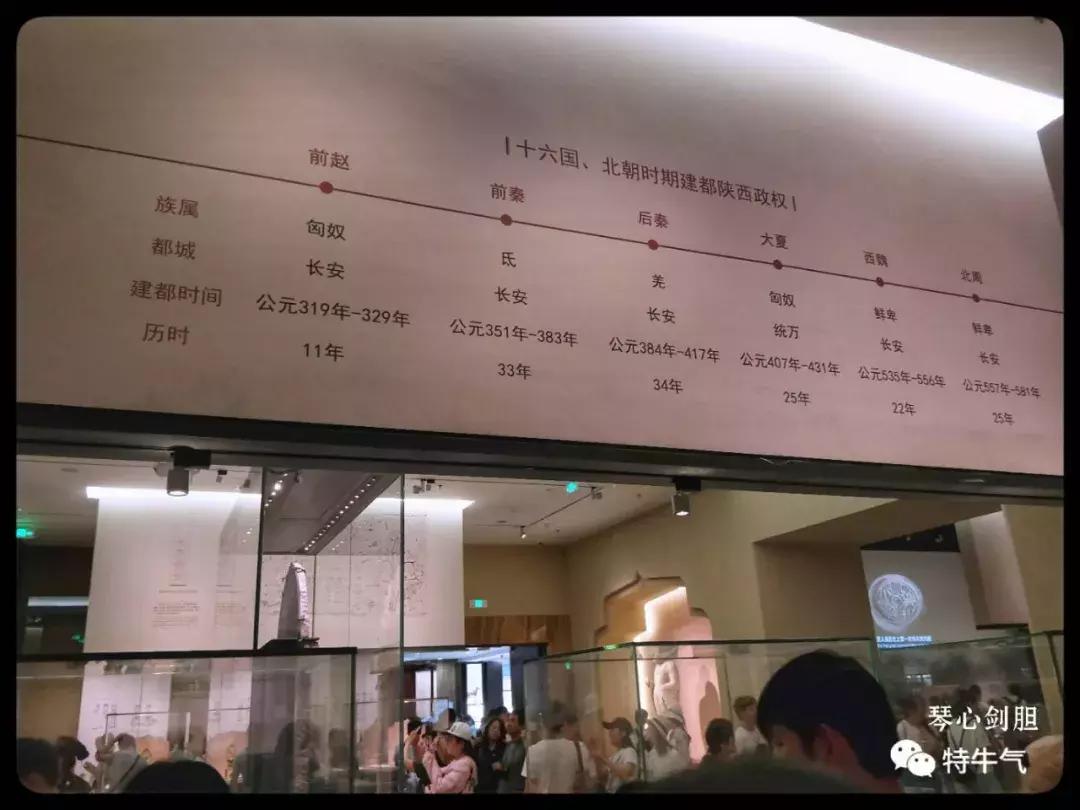 十六国、北朝时期建都陕西政权
前赵 前秦 后秦 大夏 西魏 北周
族属 匈奴 氐 羌 匈奴 鲜卑 鲜卑
都城 长安 长安 长安 统万 长安 长安
建都时间 公元319年-329年 公元351年-383年 公元384年-417年 公元407年-431年 公元535年-556年 公元557年-581年
历时 11年 33年 34年 25年 22年 25年
琴心剑胆
特牛气